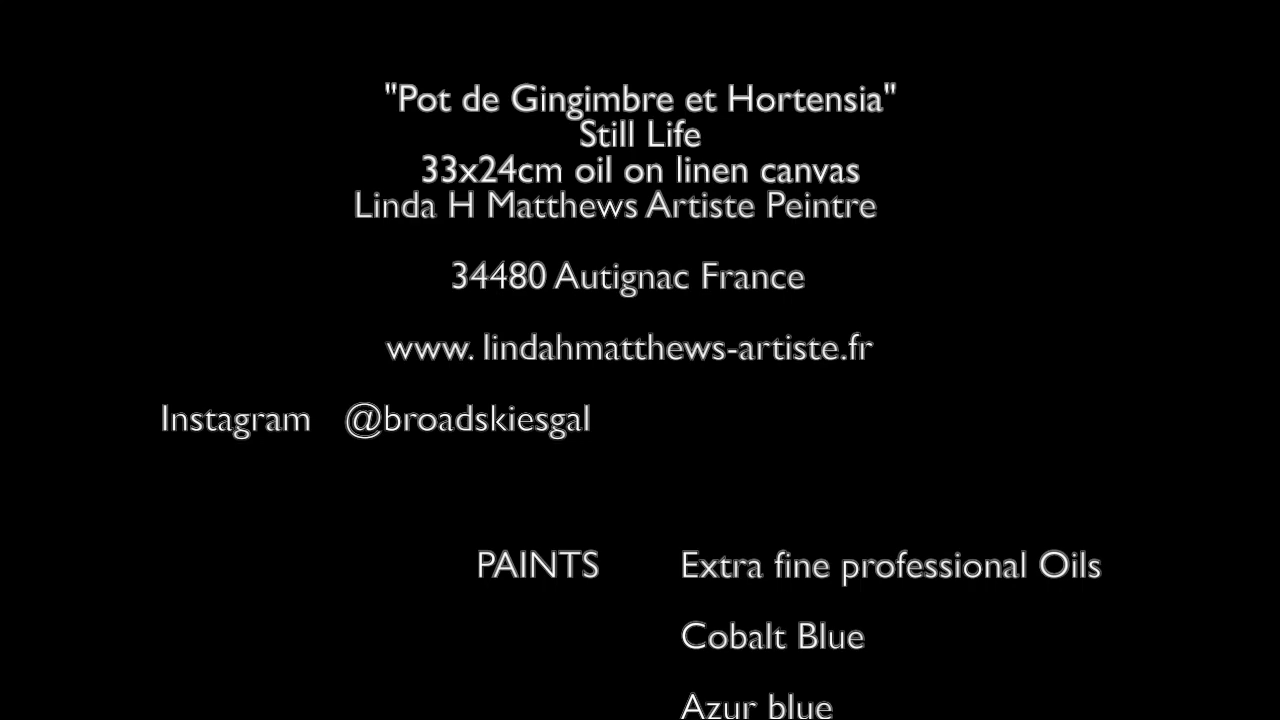 "Pot de Gingimbre et Hortensia"
Still Life
33x24cm oil on linen canvas
Linda H Matthews Artiste Peintre
34480 Autignac France
www. lindahmatthews-artiste.fr
Instagram @broadskiesgal
PAINTS Extra fine professional Oils
Cobalt Blue
Azur blue